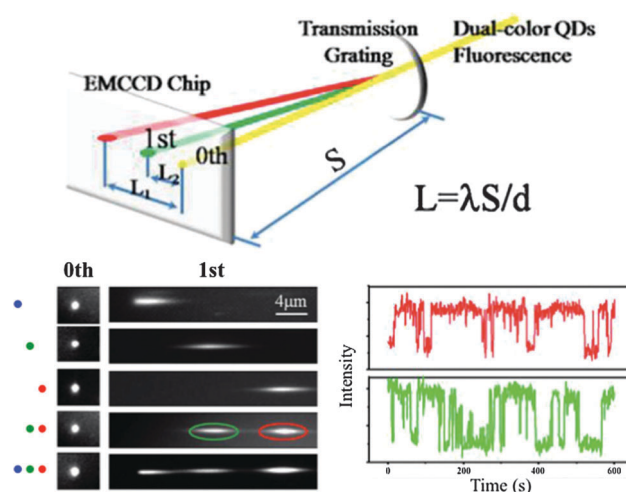 Transmission
Grating
Dual-color QDs
Fluorescence
EMCCD Chip
1st
0th
L2
L1
S
L=λS/d
0th
1st
4μm
Intensity
0
200
400
600
Time (s)